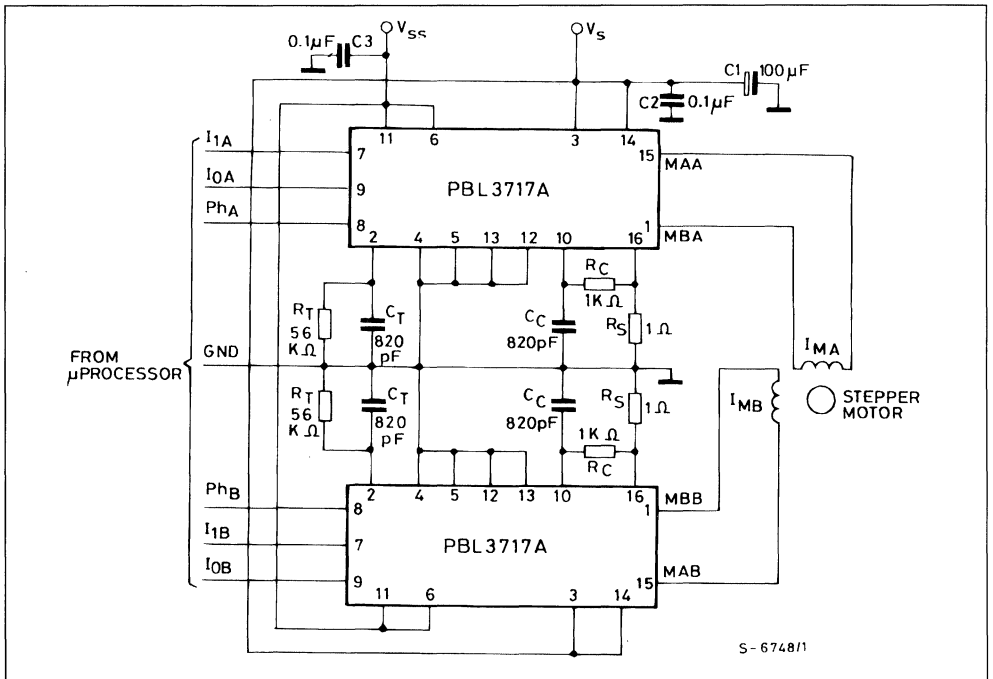 VSS
VS
0.1µF C3
C1 100µF
C2 0.1µF
11 6 3 14
I1A 7
15 MAA
I0A 9
PBL3717A
PhA 8
1 MBA
2 4 5 13 12 10 16
RC
1KΩ
RT
56
KΩ
CT
820
pF
CC
820pF
RS 1Ω
IMA
FROM
µPROCESSOR
GND
STEPPER
MOTOR
IMB
RT
56
KΩ
CT
820
pF
CC
820pF
RS
1Ω
1KΩ
RC
2 4 5 12 13 10 16
PhB 8
1 MBB
I1B 7
PBL3717A
I0B 9
15 MAB
11 6 3 14
S-6748/1